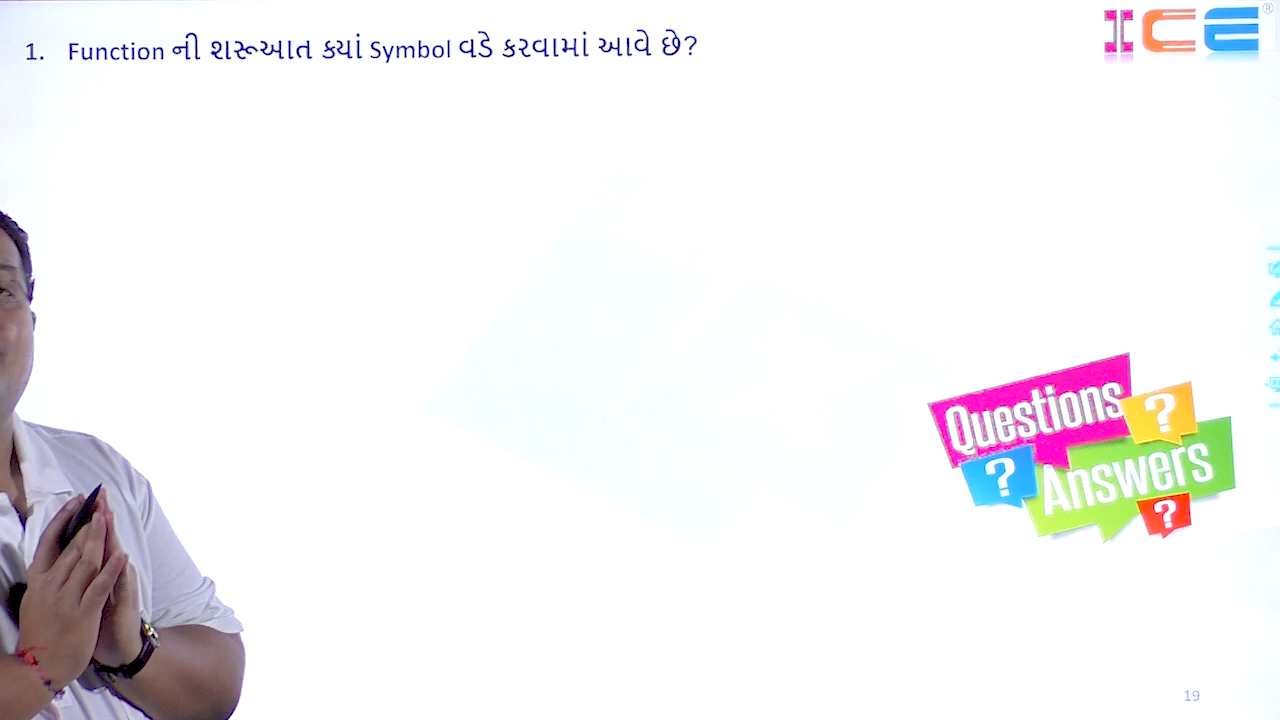 ICE ®
1. Function ની શરૂઆત ક્યાં Symbol વડે કરવામાં આવે છે?
Questions
?
? Answers
?
19